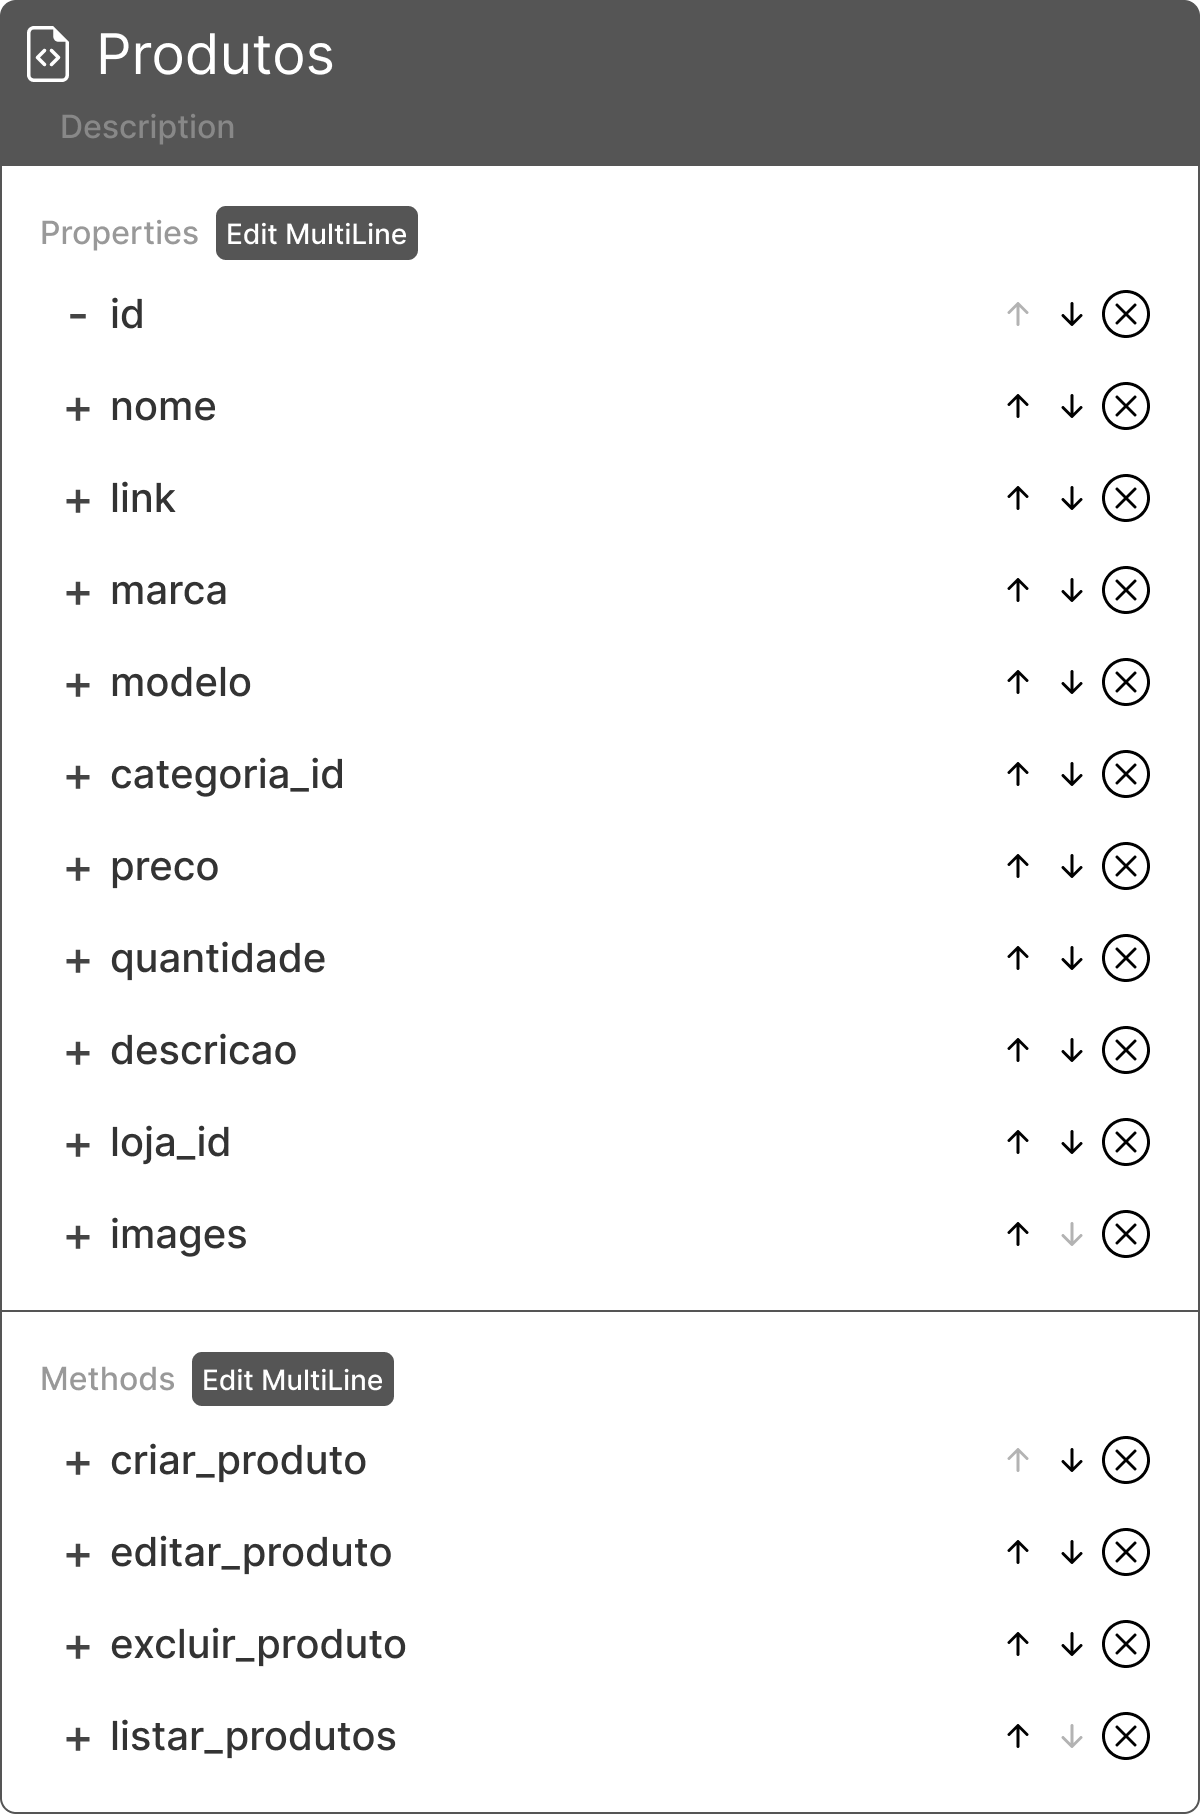 Produtos
Description
Properties Edit MultiLine
- id
+ nome
+ link
+ marca
+ modelo
+ categoria_id
+ preco
+ quantidade
+ descricao
+ loja_id
+ images
Methods Edit MultiLine
+ criar_produto
+ editar_produto
+ excluir_produto
+ listar_produtos